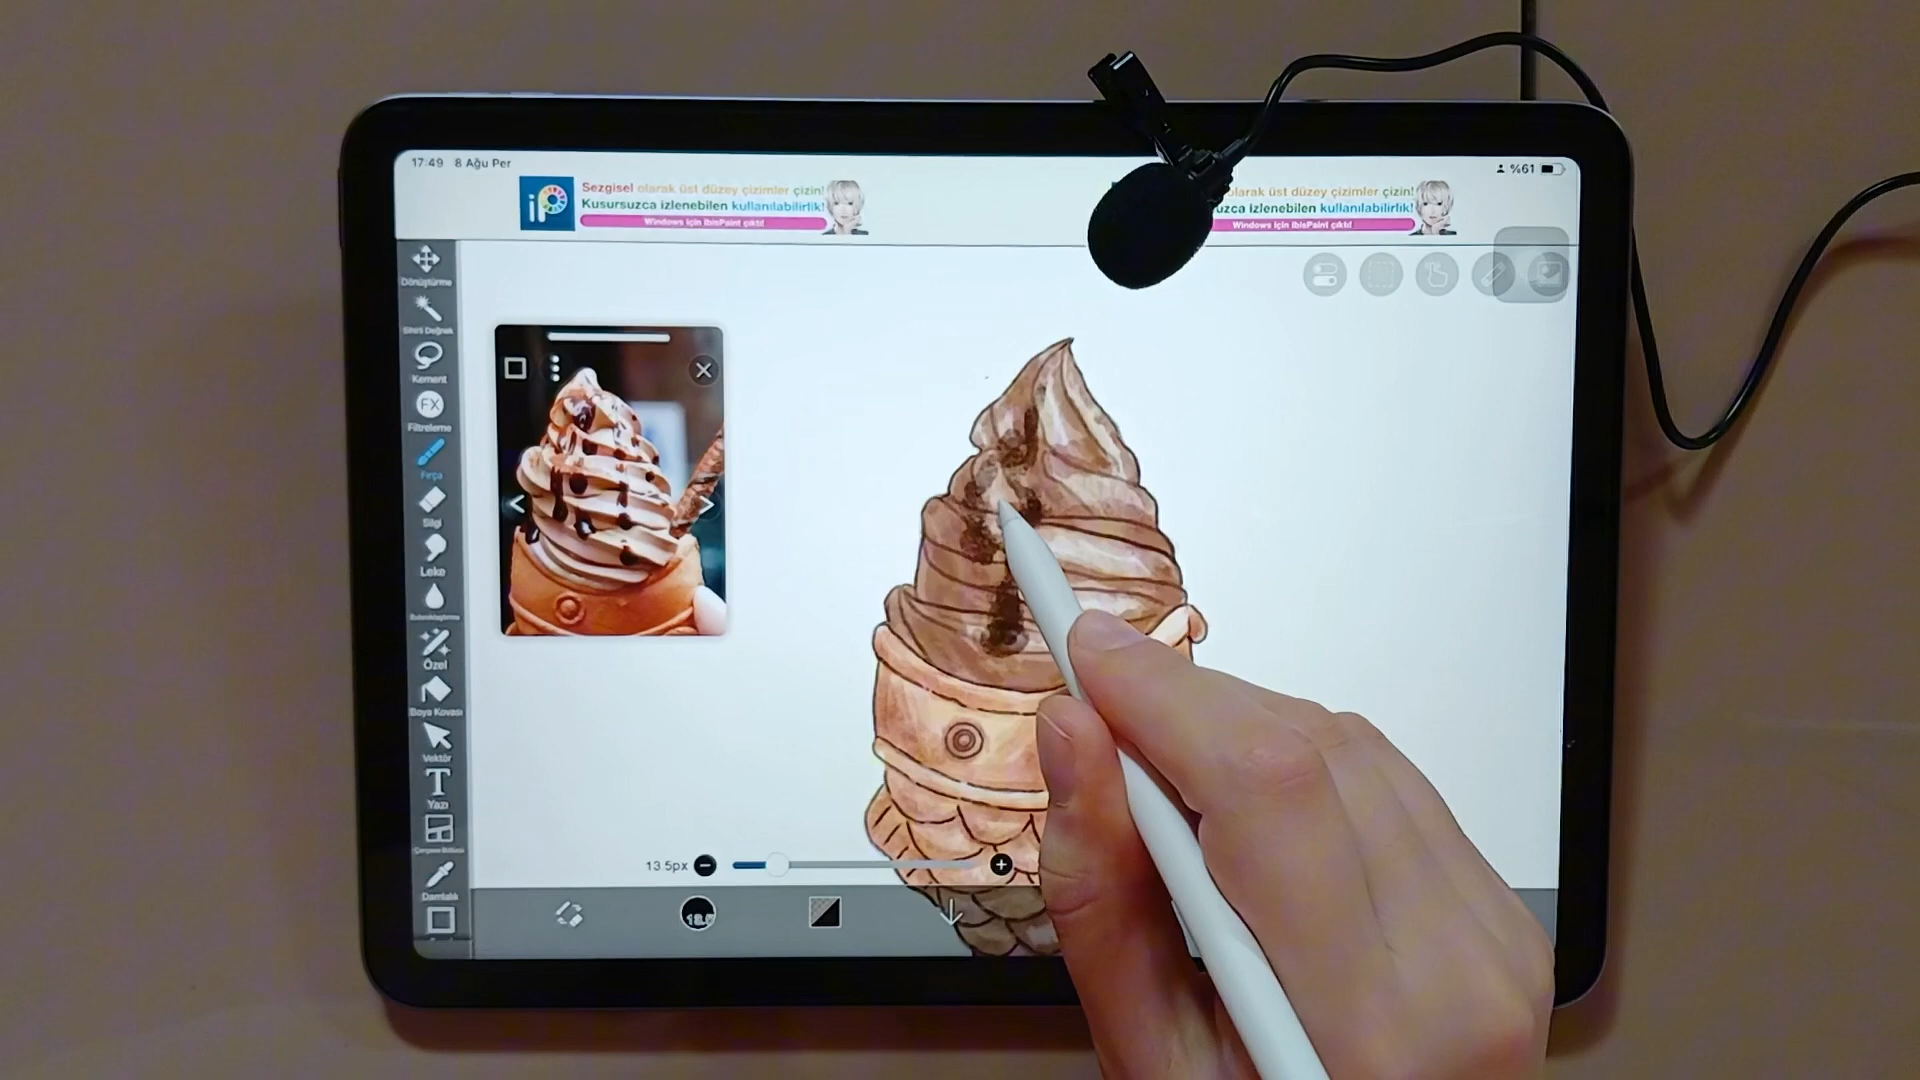 17:49 8 Ağu Per
%61
iP
Sezgisel olarak üst düzey çizimler çizin!
Kusursuzca izlenebilen kullanılabilirlik!
Windows için ibisPaint çıktı!
olarak üst düzey çizimler çizin!
uzca izlenebilen kullanılabilirlik!
Windows için ibisPaint çıktı!
Dönüştürme
Sihirli Değnek
Kement
FX
Filtreleme
Fırça
Silgi
Leke
Özel
Boya Kovası
Vektör
T
Yazı
Damlalık
13.5px